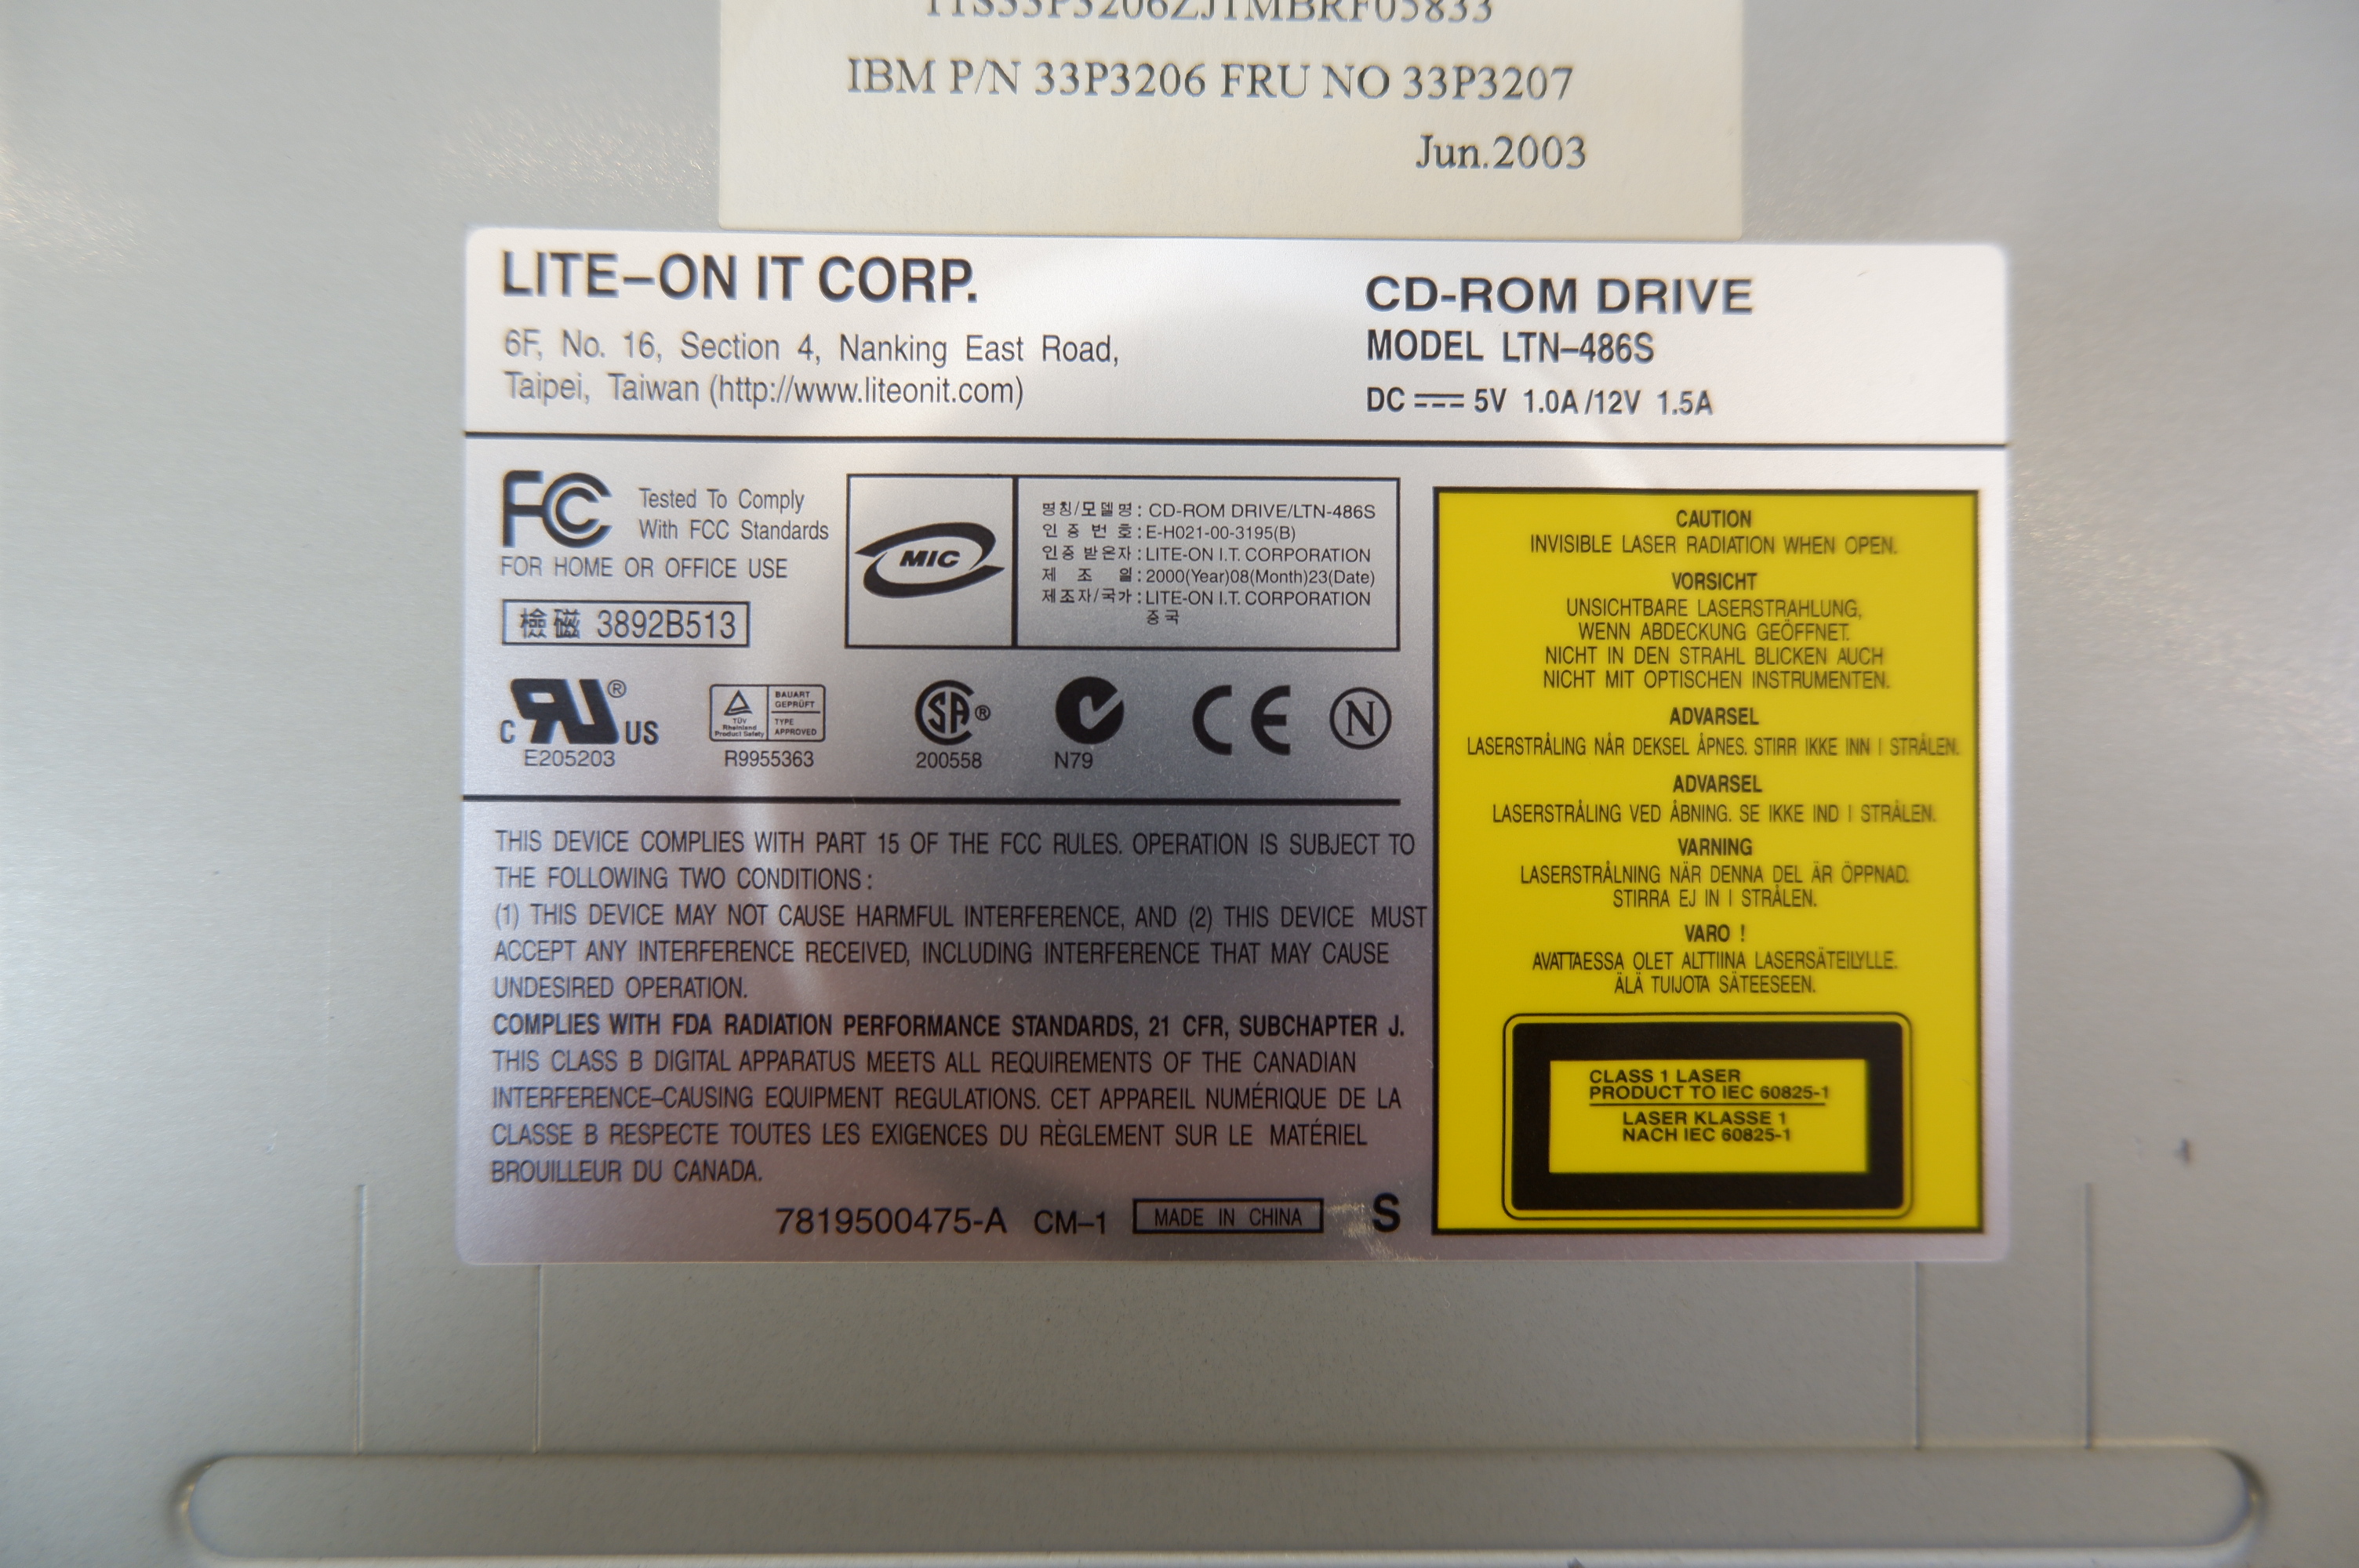 11S33P3206ZJ1MBRF05833
IBM P/N 33P3206 FRU NO 33P3207
Jun.2003
LITE-ON IT CORP.
6F, No. 16, Section 4, Nanking East Road,
Taipei, Taiwan (http://www.liteonit.com)
CD-ROM DRIVE
MODEL LTN-486S
DC 5V 1.0A /12V 1.5A
FC Tested To Comply
With FCC Standards
FOR HOME OR OFFICE USE
檢磁 3892B513
MIC
명칭/모델명 : CD-ROM DRIVE/LTN-486S
인 증 번 호 : E-H021-00-3195(B)
인증 받은자 : LITE-ON I.T. CORPORATION
제 조 일 : 2000(Year)08(Month)23(Date)
제조자/국가 : LITE-ON I.T. CORPORATION
중국
C RU ® US
E205203
TÜV
Rheinland
Product Safety
BAUART
GEPRÜFT
TYPE
APPROVED
R9955363
SA ®
200558
N79
CE
N
THIS DEVICE COMPLIES WITH PART 15 OF THE FCC RULES. OPERATION IS SUBJECT TO
THE FOLLOWING TWO CONDITIONS :
(1) THIS DEVICE MAY NOT CAUSE HARMFUL INTERFERENCE, AND (2) THIS DEVICE MUST
ACCEPT ANY INTERFERENCE RECEIVED, INCLUDING INTERFERENCE THAT MAY CAUSE
UNDESIRED OPERATION.
COMPLIES WITH FDA RADIATION PERFORMANCE STANDARDS, 21 CFR, SUBCHAPTER J.
THIS CLASS B DIGITAL APPARATUS MEETS ALL REQUIREMENTS OF THE CANADIAN
INTERFERENCE-CAUSING EQUIPMENT REGULATIONS. CET APPAREIL NUMÉRIQUE DE LA
CLASSE B RESPECTE TOUTES LES EXIGENCES DU RÈGLEMENT SUR LE MATÉRIEL
BROUILLEUR DU CANADA.
7819500475-A CM-1 MADE IN CHINA S
CAUTION
INVISIBLE LASER RADIATION WHEN OPEN.
VORSICHT
UNSICHTBARE LASERSTRAHLUNG,
WENN ABDECKUNG GEÖFFNET.
NICHT IN DEN STRAHL BLICKEN AUCH
NICHT MIT OPTISCHEN INSTRUMENTEN.
ADVARSEL
LASERSTRÅLING NÅR DEKSEL ÅPNES. STIRR IKKE INN I STRÅLEN.
ADVARSEL
LASERSTRÅLING VED ÅBNING. SE IKKE IND I STRÅLEN.
VARNING
LASERSTRÅLNING NÄR DENNA DEL ÄR ÖPPNAD.
STIRRA EJ IN I STRÅLEN.
VARO !
AVATTAESSA OLET ALTTIINA LASERSÄTEILYLLE.
ÄLÄ TUIJOTA SÄTEESEEN.
CLASS 1 LASER
PRODUCT TO IEC 60825-1
LASER KLASSE 1
NACH IEC 60825-1